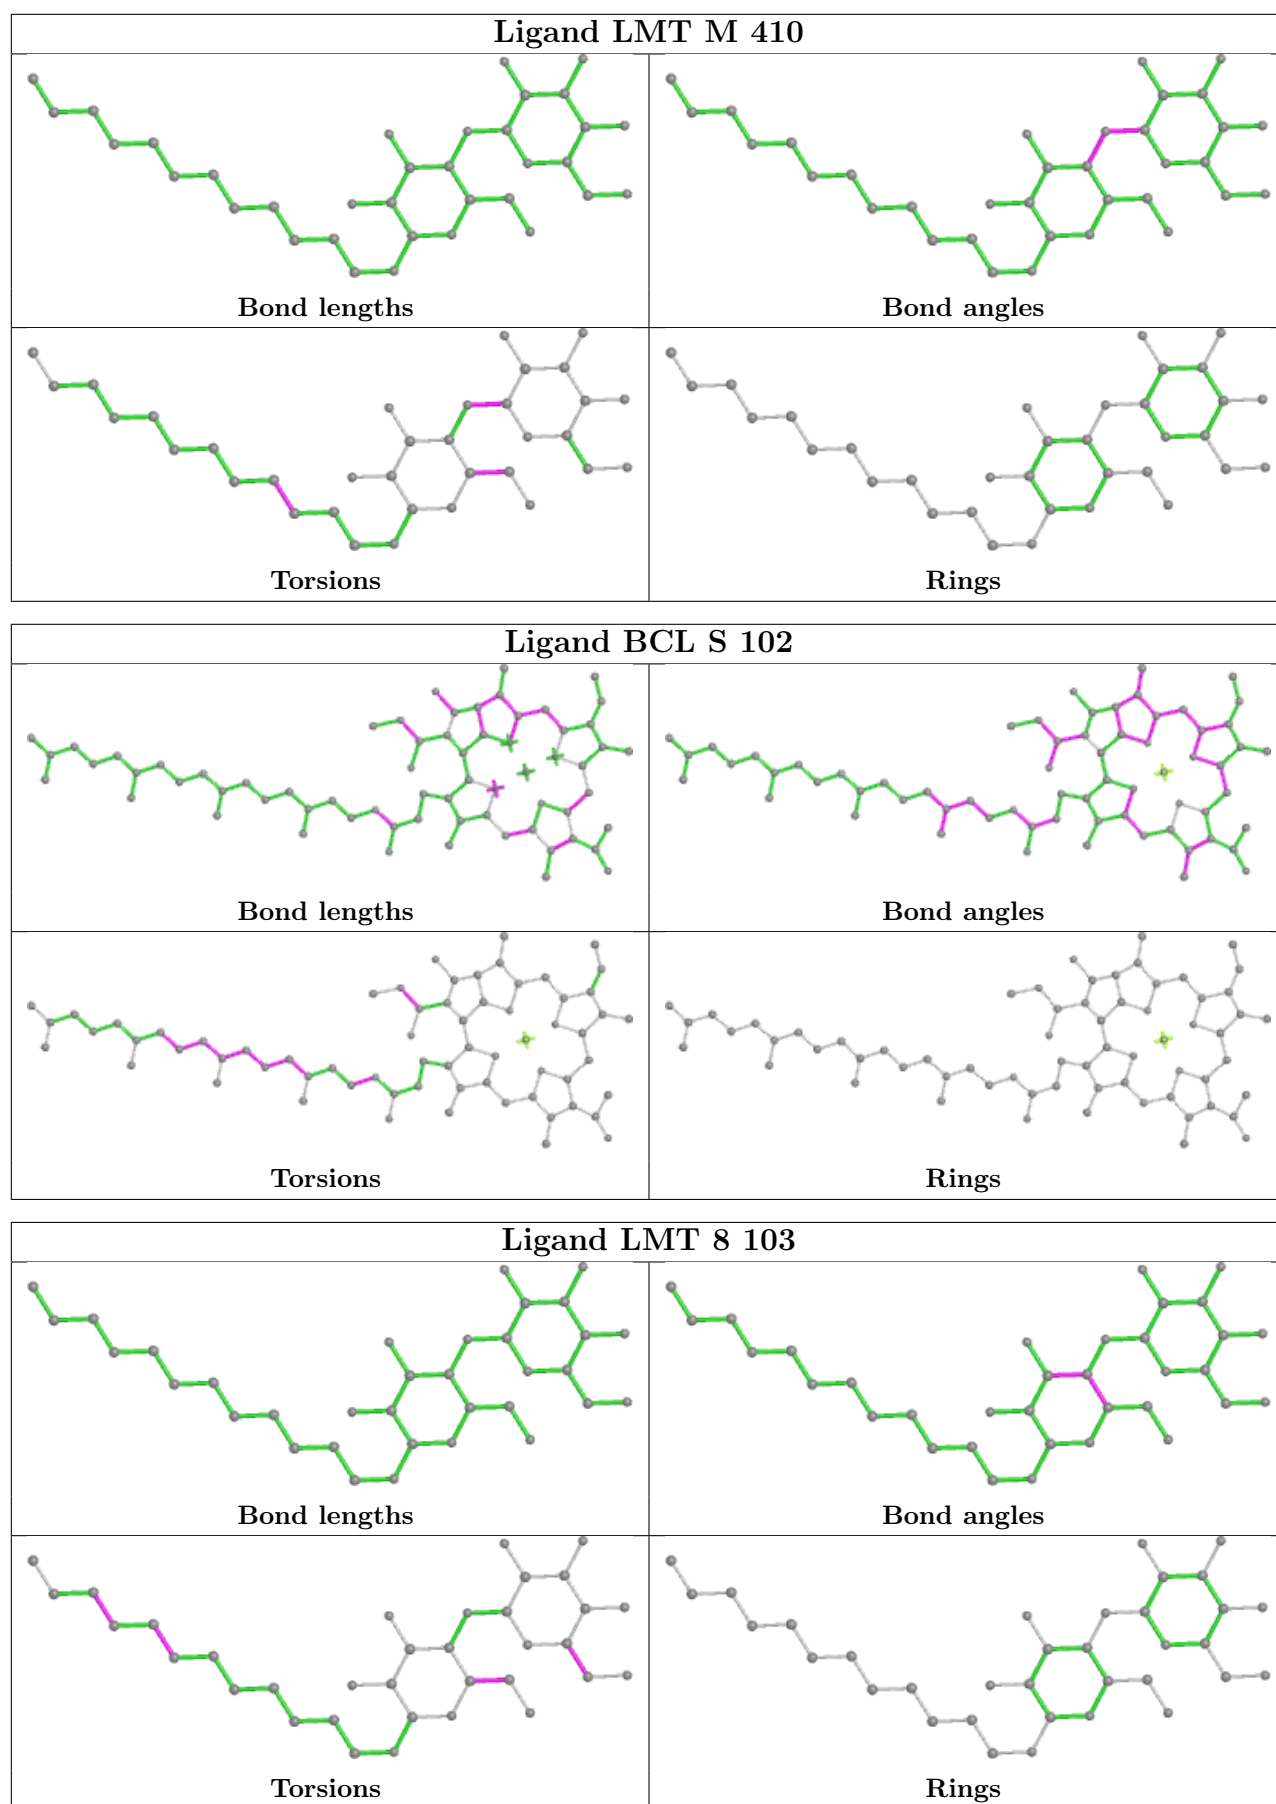 Ligand LMT M 410
Bond lengths
Bond angles
Torsions
Rings
Ligand BCL S 102
Bond lengths
Bond angles
Torsions
Rings
Ligand LMT 8 103
Bond lengths
Bond angles
Torsions
Rings